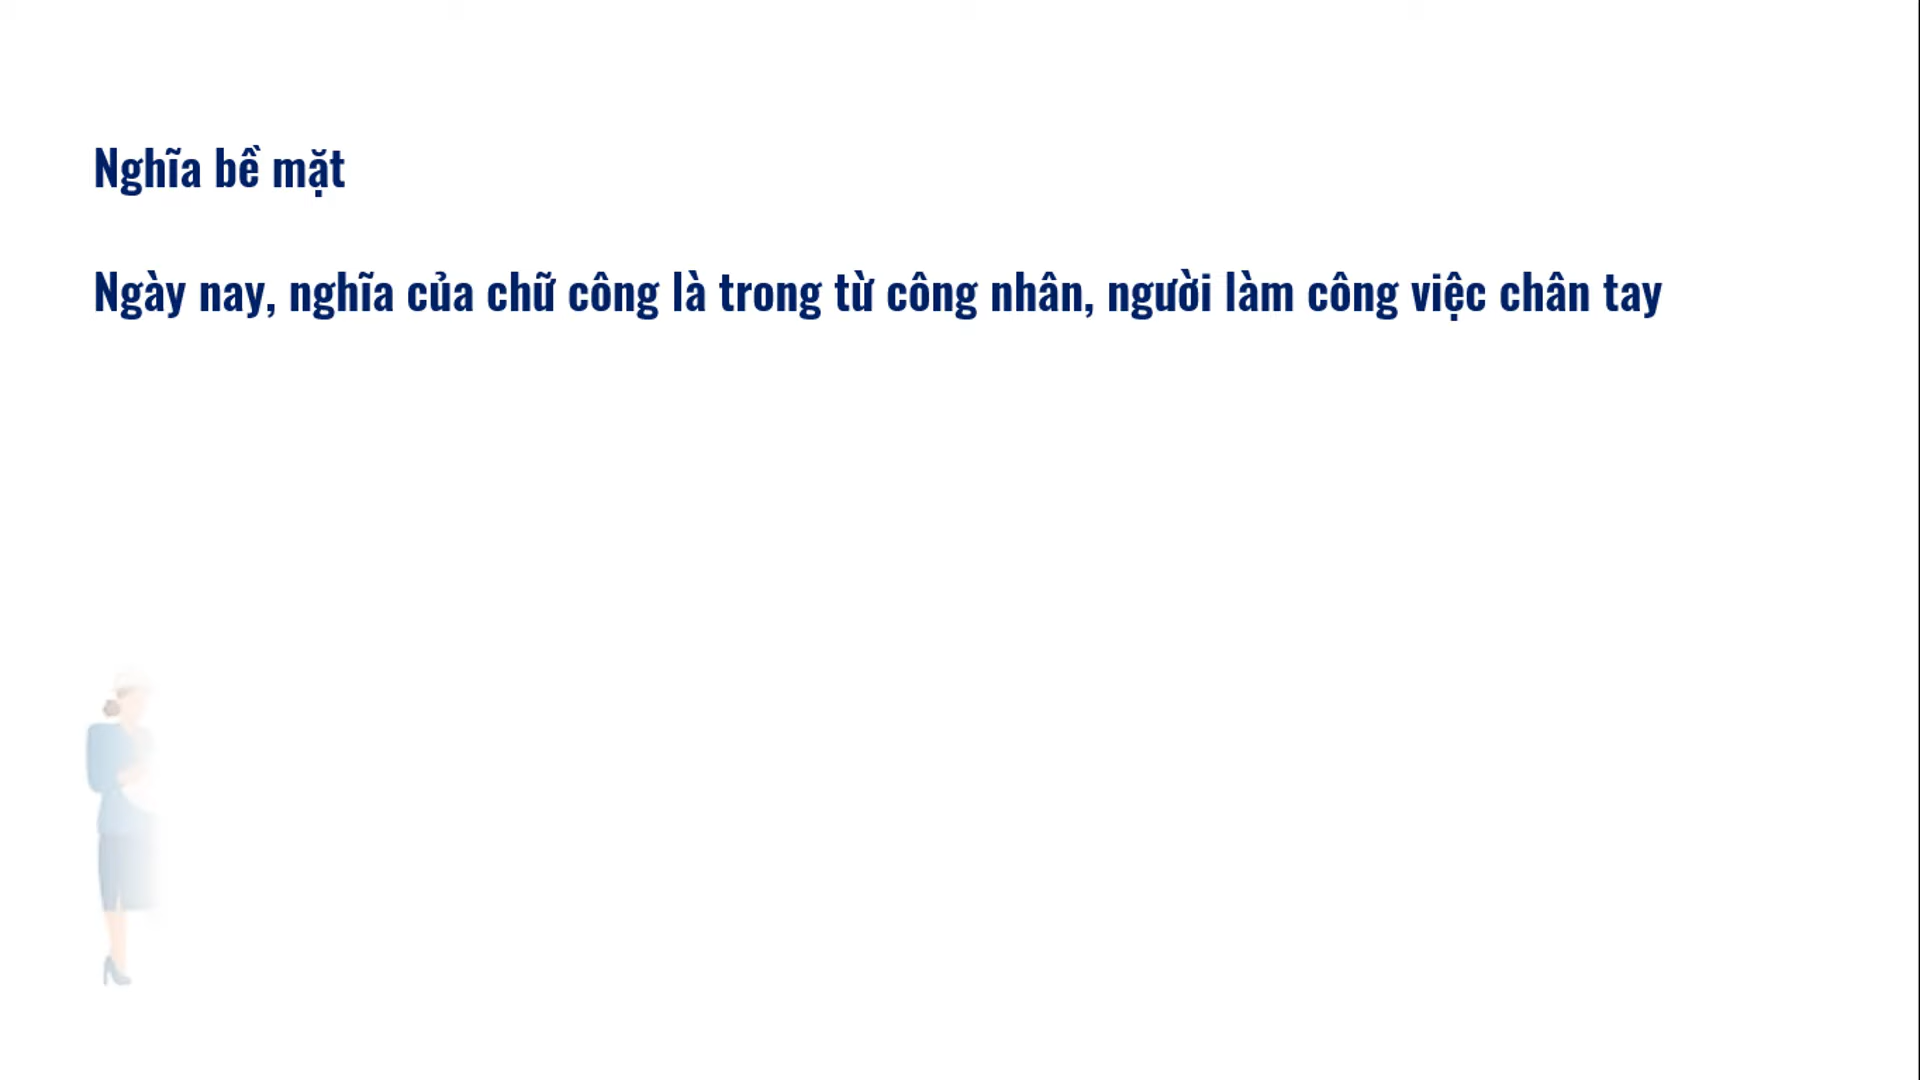 Nghĩa bề mặt
Ngày nay, nghĩa của chữ công là trong từ công nhân, người làm công việc chân tay